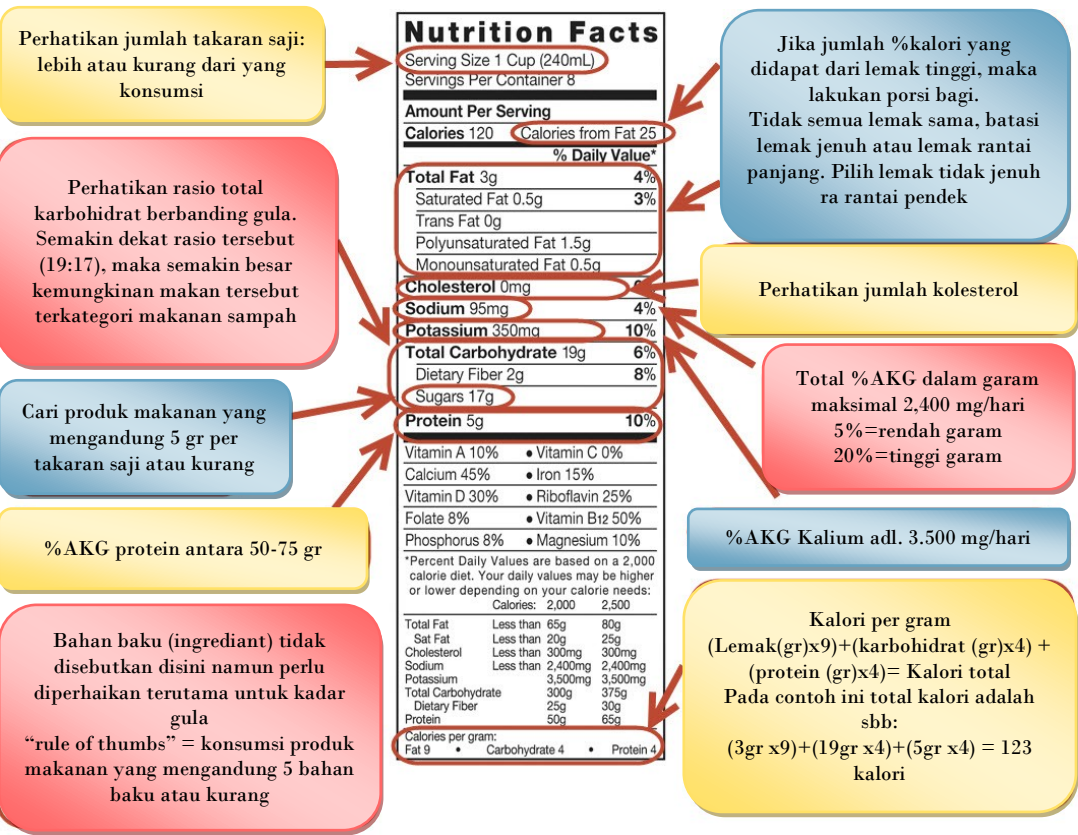 Perhatikan jumlah takaran saji:
lebih atau kurang dari yang
konsumsi
Perhatikan rasio total
karbohidrat berbanding gula.
Semakin dekat rasio tersebut
(19:17), maka semakin besar
kemungkinan makan tersebut
terkategori makanan sampah
Cari produk makanan yang
mengandung 5 gr per
takaran saji atau kurang
%AKG protein antara 50-75 gr
Bahan baku (ingrediant) tidak
disebutkan disini namun perlu
diperhaikan terutama untuk kadar
gula
“rule of thumbs” = konsumsi produk
makanan yang mengandung 5 bahan
baku atau kurang
Nutrition Facts
Serving Size 1 Cup (240mL)
Servings Per Container 8
Amount Per Serving
Calories 120 Calories from Fat 25
% Daily Value*
Total Fat 3g 4%
Saturated Fat 0.5g 3%
Trans Fat 0g
Polyunsaturated Fat 1.5g
Monounsaturated Fat 0.5g
Cholesterol 0mg
Sodium 95mg 4%
Potassium 350mg 10%
Total Carbohydrate 19g 6%
Dietary Fiber 2g 8%
Sugars 17g
Protein 5g 10%
Vitamin A 10% • Vitamin C 0%
Calcium 45% • Iron 15%
Vitamin D 30% • Riboflavin 25%
Folate 8% • Vitamin B12 50%
Phosphorus 8% • Magnesium 10%
*Percent Daily Values are based on a 2,000
calorie diet. Your daily values may be higher
or lower depending on your calorie needs:
Calories: 2,000 2,500
Total Fat Less than 65g 80g
Sat Fat Less than 20g 25g
Cholesterol Less than 300mg 300mg
Sodium Less than 2,400mg 2,400mg
Potassium 3,500mg 3,500mg
Total Carbohydrate 300g 375g
Dietary Fiber 25g 30g
Protein 50g 65g
Calories per gram:
Fat 9 • Carbohydrate 4 • Protein 4
Jika jumlah %kalori yang
didapat dari lemak tinggi, maka
lakukan porsi bagi.
Tidak semua lemak sama, batasi
lemak jenuh atau lemak rantai
panjang. Pilih lemak tidak jenuh
ra rantai pendek
Perhatikan jumlah kolesterol
Total %AKG dalam garam
maksimal 2,400 mg/hari
5%=rendah garam
20%=tinggi garam
%AKG Kalium adl. 3.500 mg/hari
Kalori per gram
(Lemak(gr)x9)+(karbohidrat (gr)x4) +
(protein (gr)x4)= Kalori total
Pada contoh ini total kalori adalah
sbb:
(3gr x9)+(19gr x4)+(5gr x4) = 123
kalori